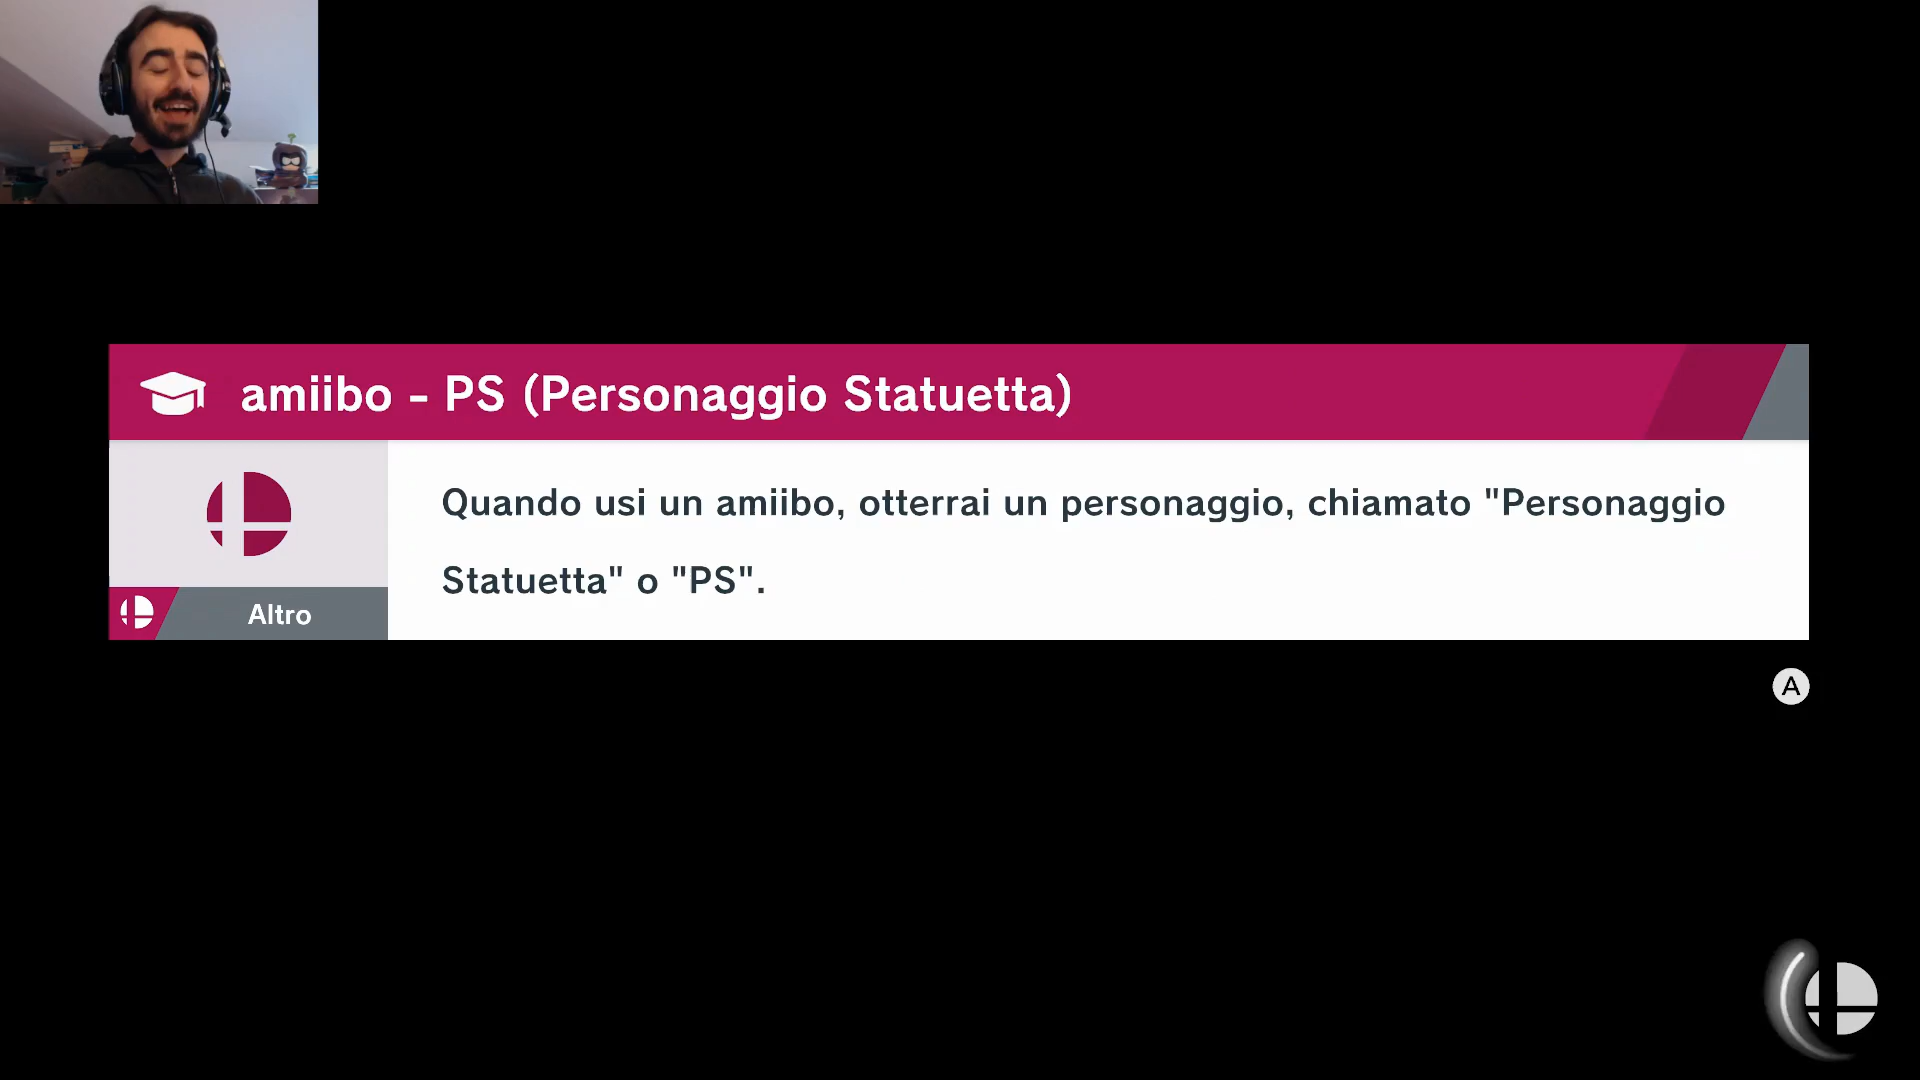 amiibo - PS (Personaggio Statuetta)
Quando usi un amiibo, otterrai un personaggio, chiamato "Personaggio
Statuetta" o "PS".
Altro
A